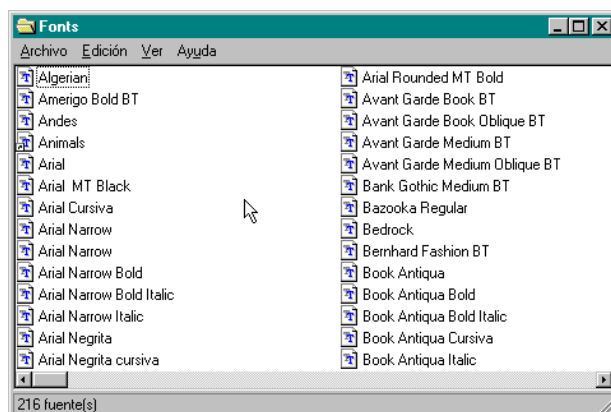 Fonts
Archivo Edición Ver Ayuda
Algerian
Amerigo Bold BT
Andes
Animals
Arial
Arial MT Black
Arial Cursiva
Arial Narrow
Arial Narrow
Arial Narrow Bold
Arial Narrow Bold Italic
Arial Narrow Italic
Arial Negrita
Arial Negrita cursiva
Arial Rounded MT Bold
Avant Garde Book BT
Avant Garde Book Oblique BT
Avant Garde Medium BT
Avant Garde Medium Oblique BT
Bank Gothic Medium BT
Bazooka Regular
Bedrock
Bernhard Fashion BT
Book Antiqua
Book Antiqua Bold
Book Antiqua Bold Italic
Book Antiqua Cursiva
Book Antiqua Italic
216 fuente(s)